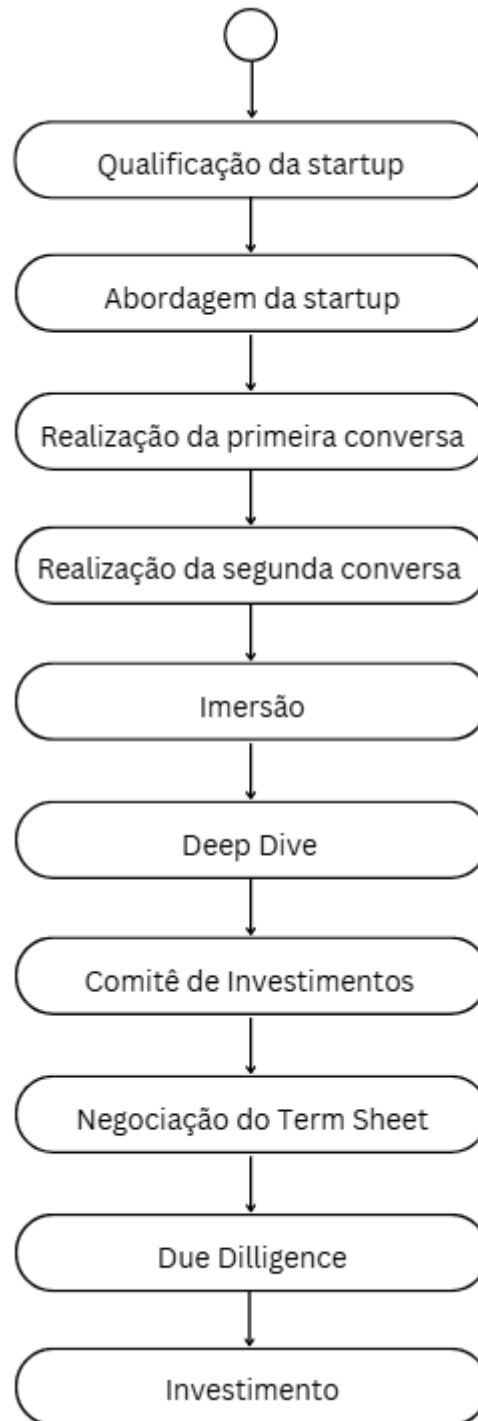 Qualificação da startup
Abordagem da startup
Realização da primeira conversa
Realização da segunda conversa
Imersão
Deep Dive
Comitê de Investimentos
Negociação do Term Sheet
Due Dilligence
Investimento